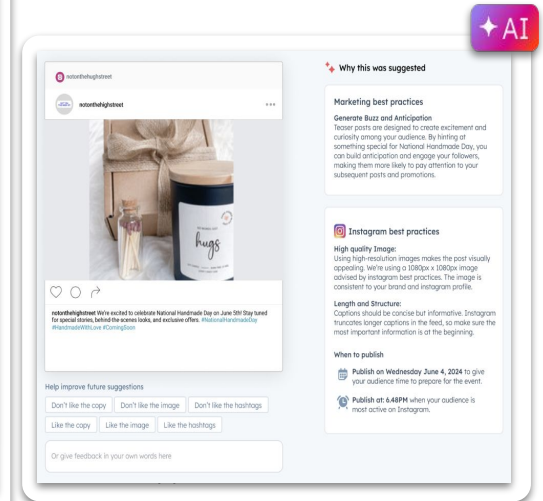 AI
notonthehughstreet
notonthehighstreet
hugs
notonthehighstreet We're excited to celebrate National Handmade Day on June 5th! Stay tuned
for special stories, behind-the-scenes looks, and exclusive offers. #NationalHandmadeDay
#HandmadeWithLove #ComingSoon
Help improve future suggestions
Don't like the copy
Don't like the image
Don't like the hashtags
Like the copy
Like the image
Like the hashtags
Or give feedback in your own words here
Why this was suggested
Marketing best practices
Generate Buzz and Anticipation
Teaser posts are designed to create excitement and
curiosity among your audience. By hinting at
something special for National Handmade Day, you
can build anticipation and engage your followers,
making them more likely to pay attention to your
subsequent posts and promotions.
Instagram best practices
High quality Image:
Using high-resolution images makes the post visually
appealing. We're using a 1080px x 1080px image
advised by instagram best practices. The image is
consistent to your brand and instagram profile.
Length and Structure:
Captions should be concise but informative. Instagram
truncates longer captions in the feed, so make sure the
most important information is at the beginning.
When to publish
Publish on Wednesday June 4, 2024 to give
your audience time to prepare for the event.
Publish at: 6.48PM when your audience is
most active on Instagram.